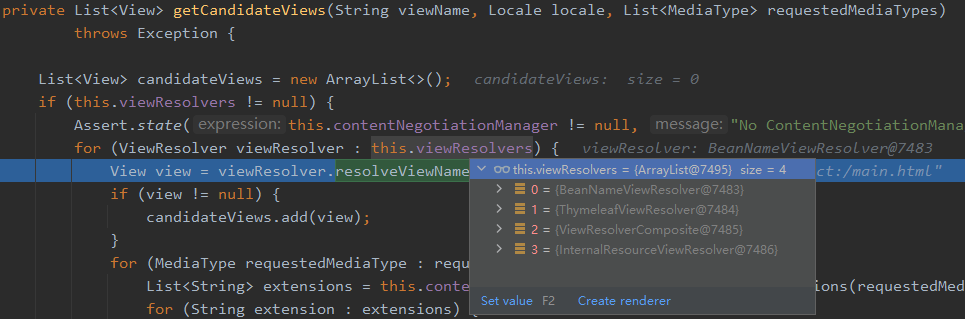 private List<View> getCandidateViews(String viewName, Locale locale, List<MediaType> requestedMediaTypes)
throws Exception {
List<View> candidateViews = new ArrayList<>(); candidateViews: size = 0
if (this.viewResolvers != null) {
Assert.state( expression: this.contentNegotiationManager != null, message: "No ContentNegotiationMana
for (ViewResolver viewResolver : this.viewResolvers) { viewResolver: BeanNameViewResolver@7483
View view = viewResolver.resolveViewName ct:/main.html"
this.viewResolvers = {ArrayList@7495} size = 4
if (view != null) {
0 = {BeanNameViewResolver@7483}
candidateViews.add(view);
1 = {ThymeleafViewResolver@7484}
}
2 = {ViewResolverComposite@7485}
3 = {InternalResourceViewResolver@7486}
for (MediaType requestedMediaType : requ
List<String> extensions = this.conte ions(requestedMed
for (String extension : extensions) {
Set value F2 Create renderer